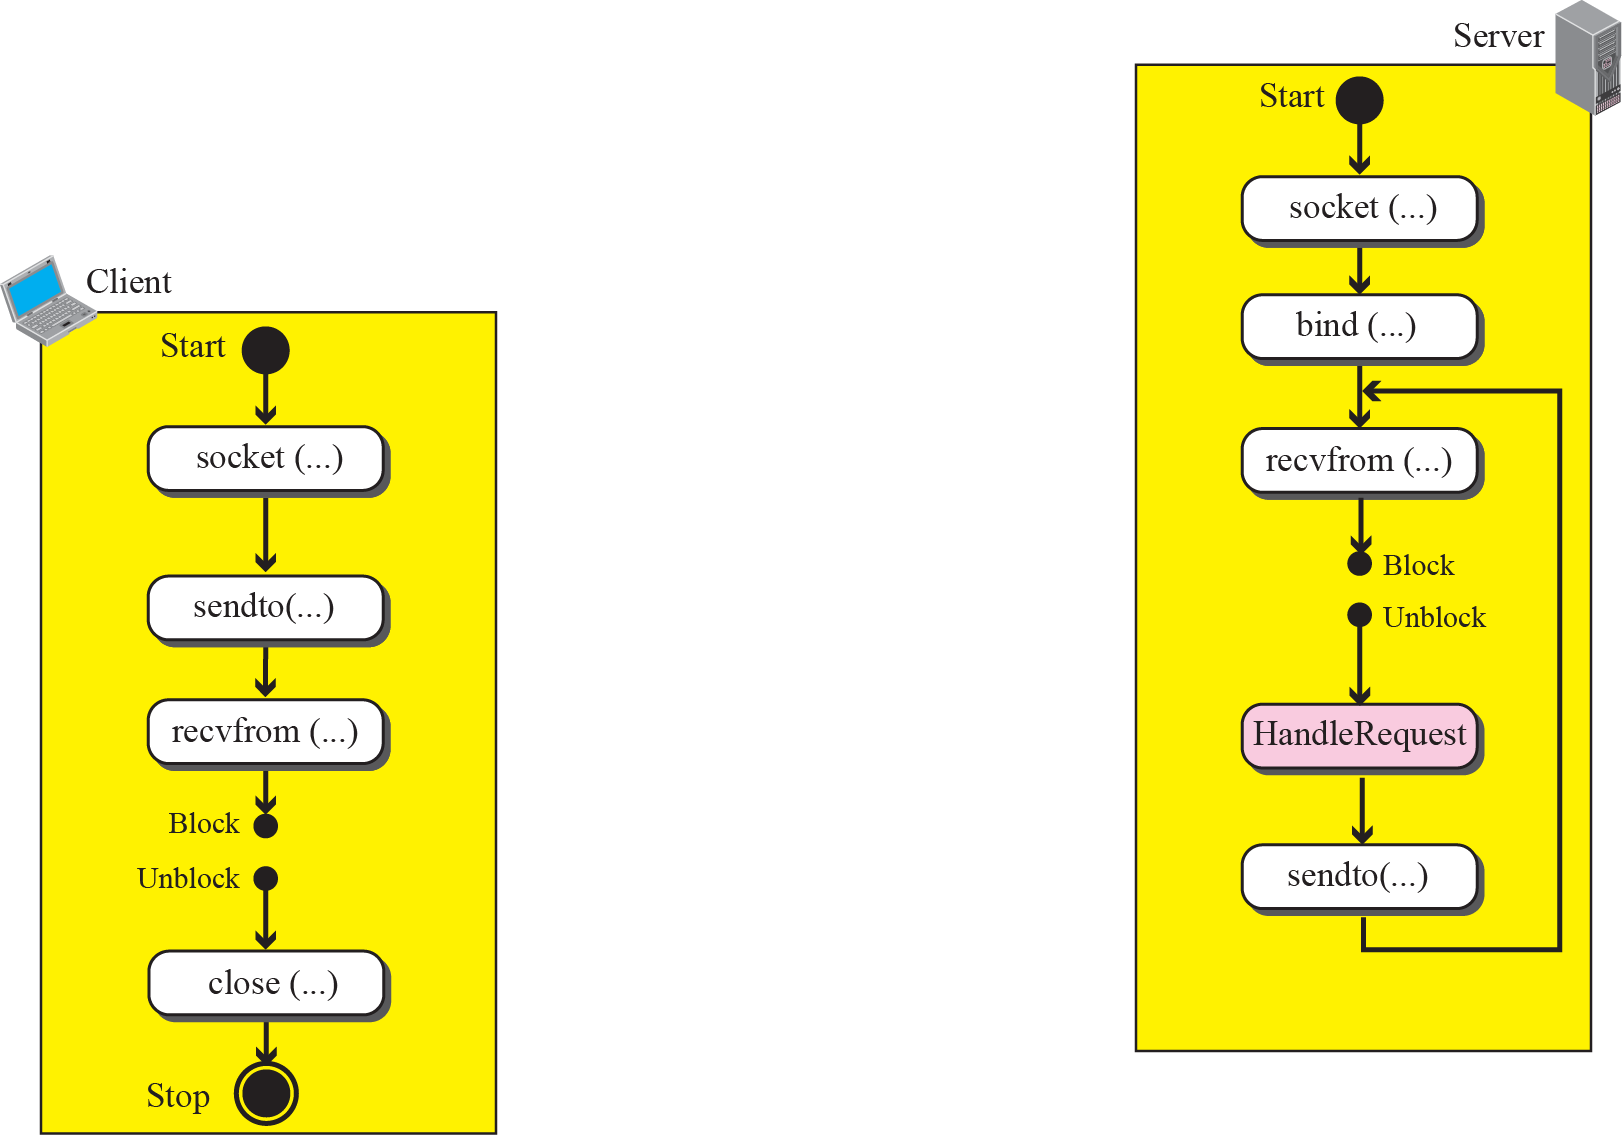 Client
Start
socket (...)
sendto(...)
recvfrom (...)
Block
Unblock
close (...)
Stop
Server
Start
socket (...)
bind (...)
recvfrom (...)
Block
Unblock
HandleRequest
sendto(...)